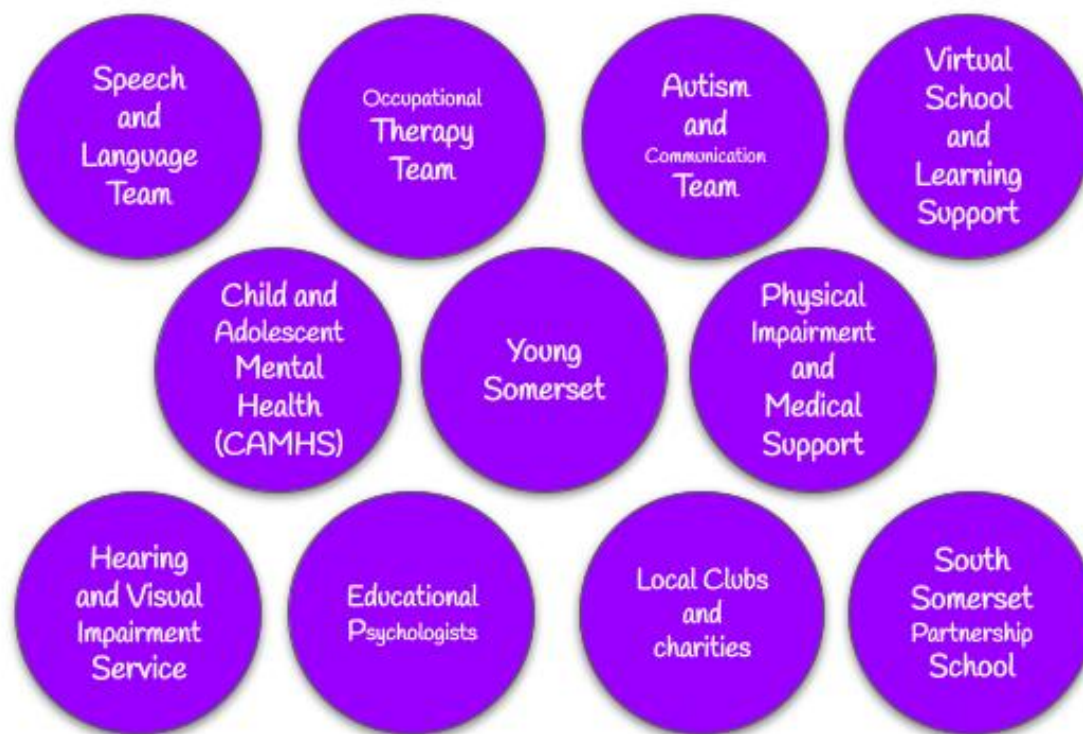 Speech
and
Language
Team
Occupational
Therapy
Team
Autism
and
Communication
Team
Virtual
School
and
Learning
Support
Child and
Adolescent
Mental
Health
(CAMHS)
Young
Somerset
Physical
Impairment
and
Medical
Support
Hearing
and Visual
Impairment
Service
Educational
Psychologists
Local Clubs
and
charities
South
Somerset
Partnership
School